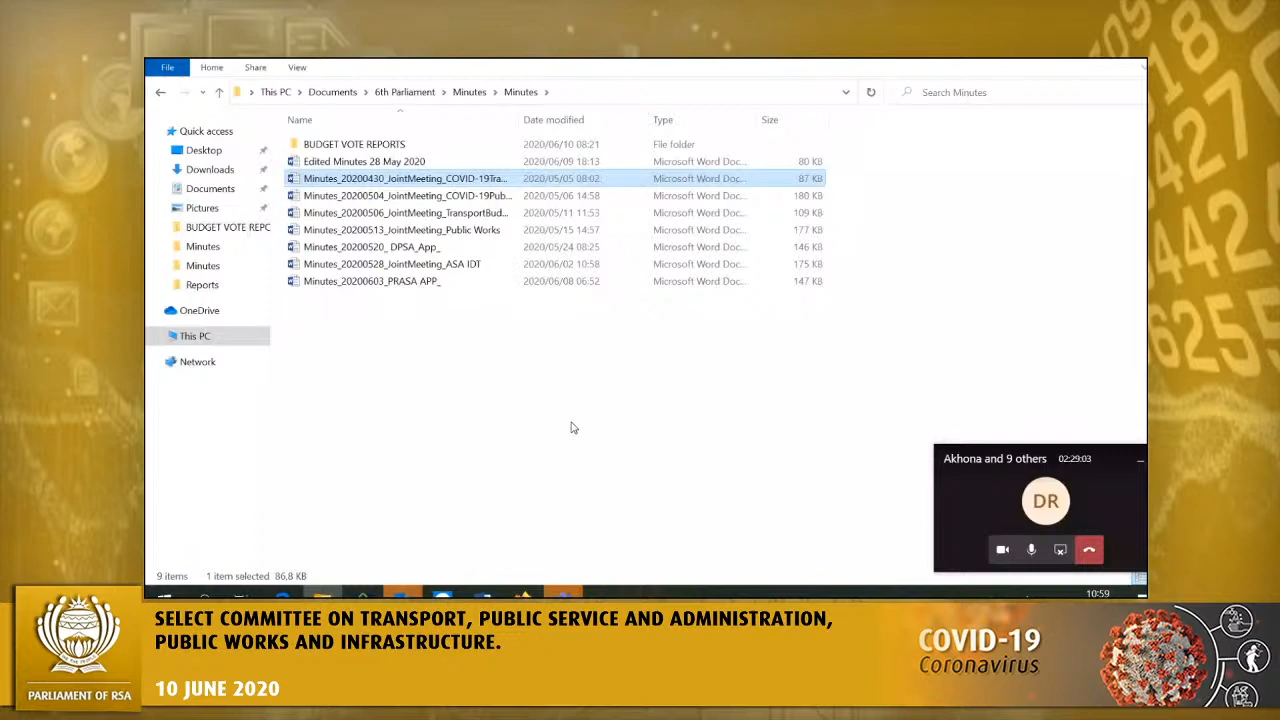 File Home Share View
This PC > Documents > 6th Parliament > Minutes > Minutes >
Search Minutes
Name Date modified Type Size
Quick access
Desktop
Downloads
Documents
Pictures
BUDGET VOTE REPC
Minutes
Minutes
Reports
OneDrive
This PC
Network
BUDGET VOTE REPORTS 2020/06/10 08:21 File folder
Edited Minutes 28 May 2020 2020/06/09 18:13 Microsoft Word Doc... 80 KB
Minutes_20200430_JointMeeting_COVID-19Tra... 2020/05/05 08:02 Microsoft Word Doc... 87 KB
Minutes_20200504_JointMeeting_COVID-19Pub... 2020/05/06 14:58 Microsoft Word Doc... 180 KB
Minutes_20200506_JointMeeting_TransportBud... 2020/05/11 11:53 Microsoft Word Doc... 109 KB
Minutes_20200513_JointMeeting_Public Works 2020/05/15 14:57 Microsoft Word Doc... 177 KB
Minutes_20200520_ DPSA_App_ 2020/05/24 08:25 Microsoft Word Doc... 146 KB
Minutes_20200528_JointMeeting_ASA IDT 2020/06/02 10:58 Microsoft Word Doc... 175 KB
Minutes_20200603_PRASA APP_ 2020/06/08 06:52 Microsoft Word Doc... 147 KB
Akhona and 9 others 02:29:03
DR
9 items 1 item selected 86,8 KB
10:59
SELECT COMMITTEE ON TRANSPORT, PUBLIC SERVICE AND ADMINISTRATION,
PUBLIC WORKS AND INFRASTRUCTURE.
10 JUNE 2020
PARLIAMENT OF RSA
COVID-19
Coronavirus